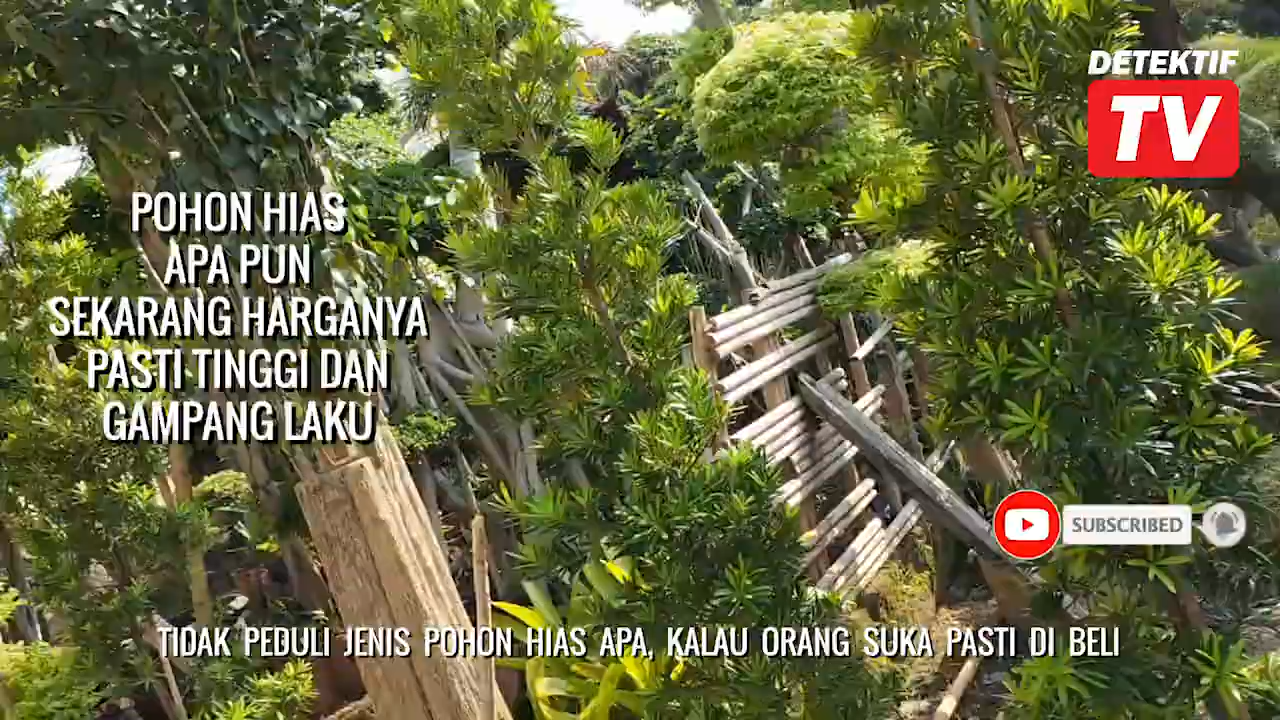 DETEKTIF
TV
POHON HIAS
APA PUN
SEKARANG HARGANYA
PASTI TINGGI DAN
GAMPANG LAKU
SUBSCRIBED
TIDAK PEDULI JENIS POHON HIAS APA, KALAU ORANG SUKA PASTI DI BELI